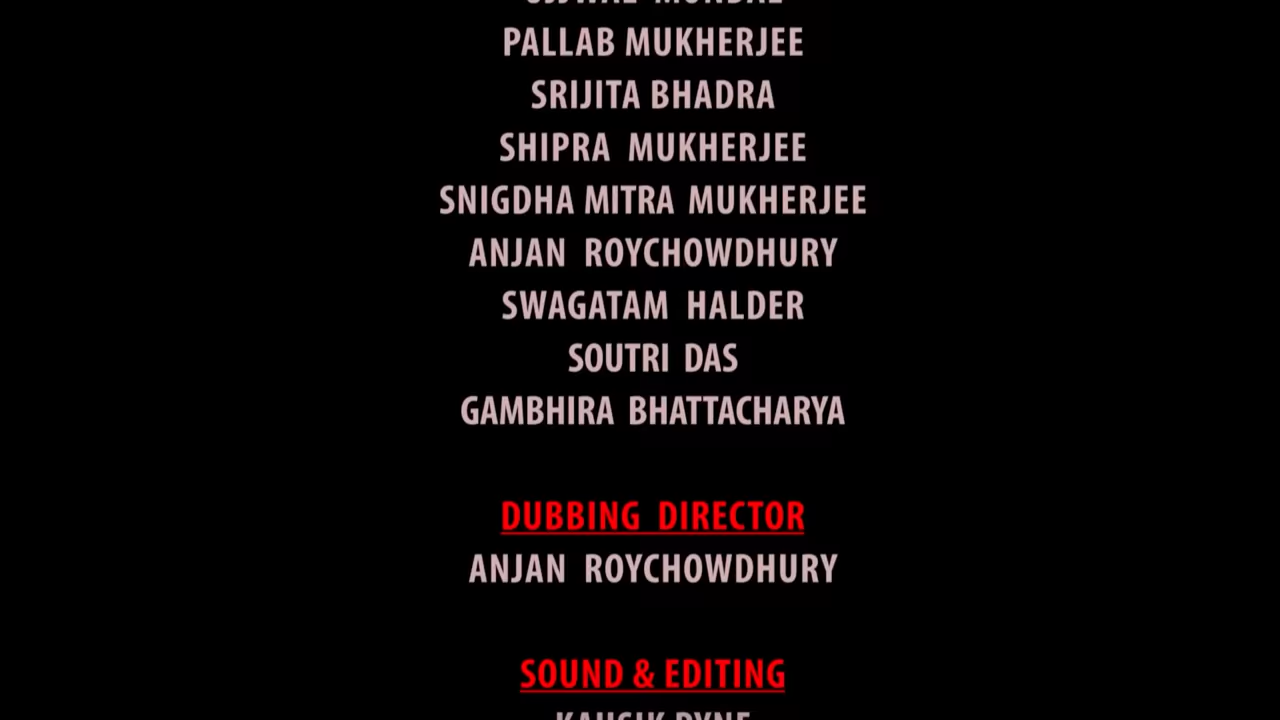 PALLAB MUKHERJEE
SRIJITA BHADRA
SHIPRA MUKHERJEE
SNIGDHA MITRA MUKHERJEE
ANJAN ROYCHOWDHURY
SWAGATAM HALDER
SOUTRI DAS
GAMBHIRA BHATTACHARYA
DUBBING DIRECTOR
ANJAN ROYCHOWDHURY
SOUND & EDITING